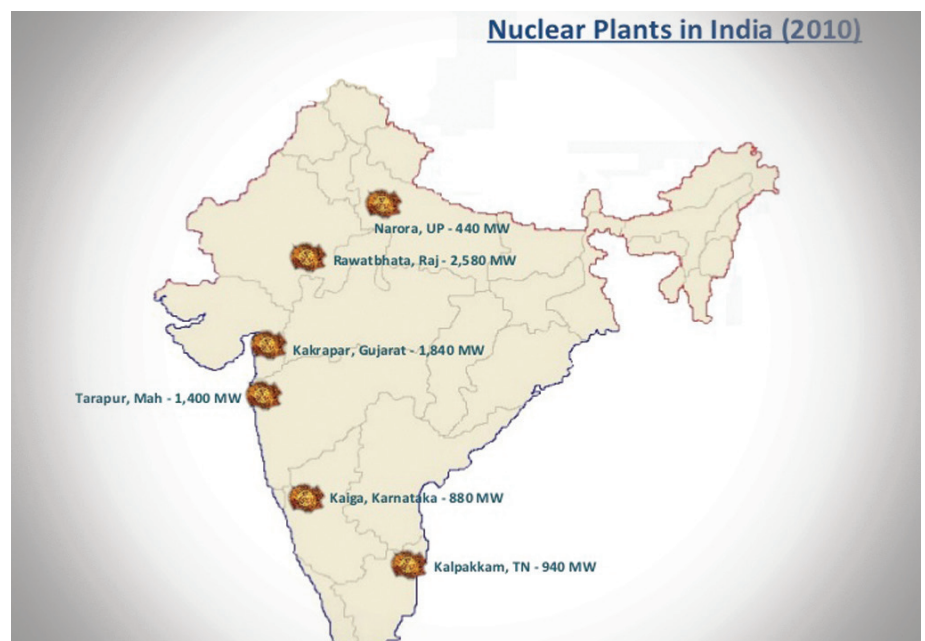 Nuclear Plants in India (2010)
Narora, UP - 440 MW
Rawatbhata, Raj - 2,580 MW
Kakrapar, Gujarat - 1,840 MW
Tarapur, Mah - 1,400 MW
Kaiga, Karnataka - 880 MW
Kalpakkam, TN - 940 MW